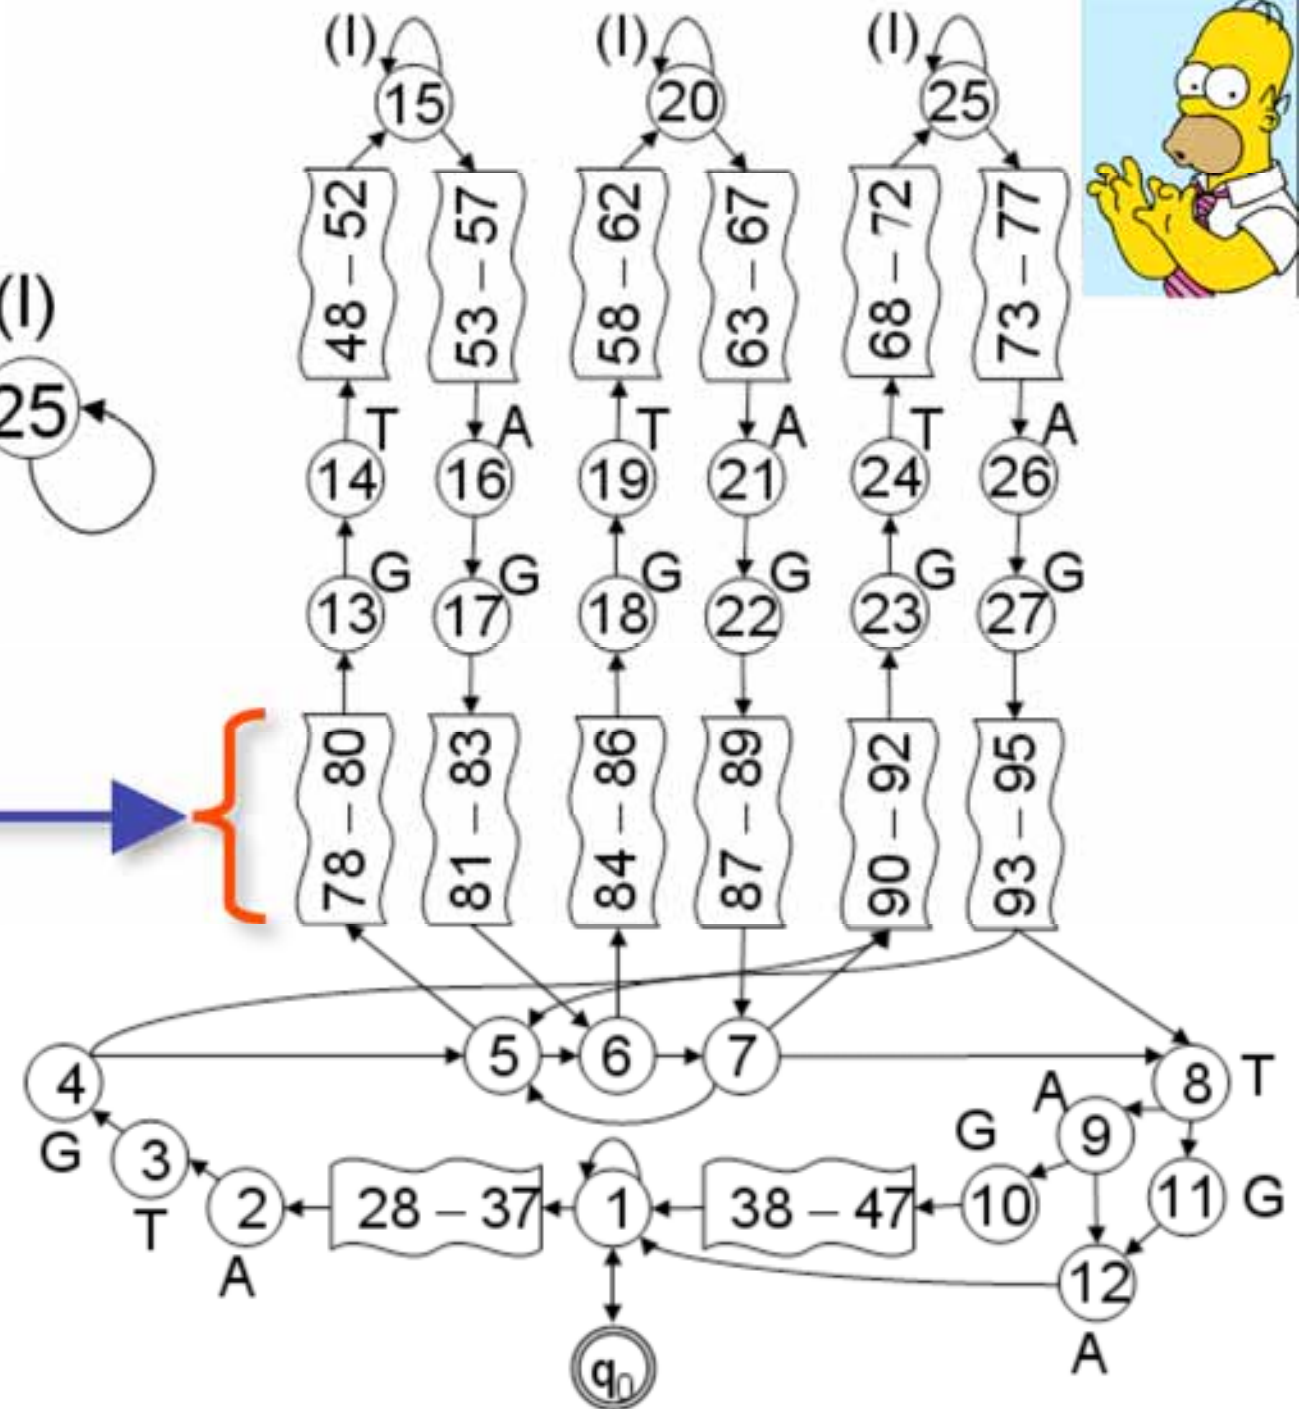 (I) (I) (I)
15 20 25
48 – 52 53 – 57 58 – 62 63 – 67 68 – 72 73 – 77
(I)
25
T A T A T A
14 16 19 21 24 26
G G G G G G
13 17 18 22 23 27
78 – 80 81 – 83 84 – 86 87 – 89 90 – 92 93 – 95
4 5 6 7 8 T
G 3 A 9
T 2 28 – 37 1 38 – 47 G 10 11 G
A 12
q0 A